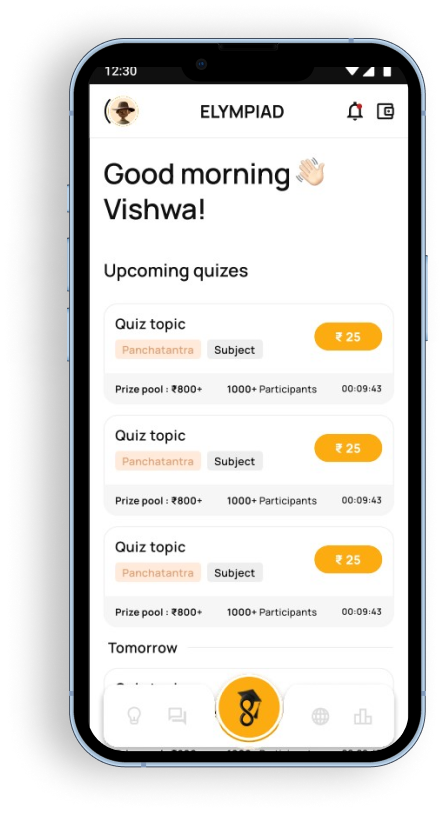 12:30
ELYMPIAD
Good morning 👋🏻
Vishwa!
Upcoming quizes
Quiz topic
₹ 25
Panchatantra Subject
Prize pool : ₹800+ 1000+ Participants 00:09:43
Quiz topic
₹ 25
Panchatantra Subject
Prize pool : ₹800+ 1000+ Participants 00:09:43
Quiz topic
₹ 25
Panchatantra Subject
Prize pool : ₹800+ 1000+ Participants 00:09:43
Tomorrow